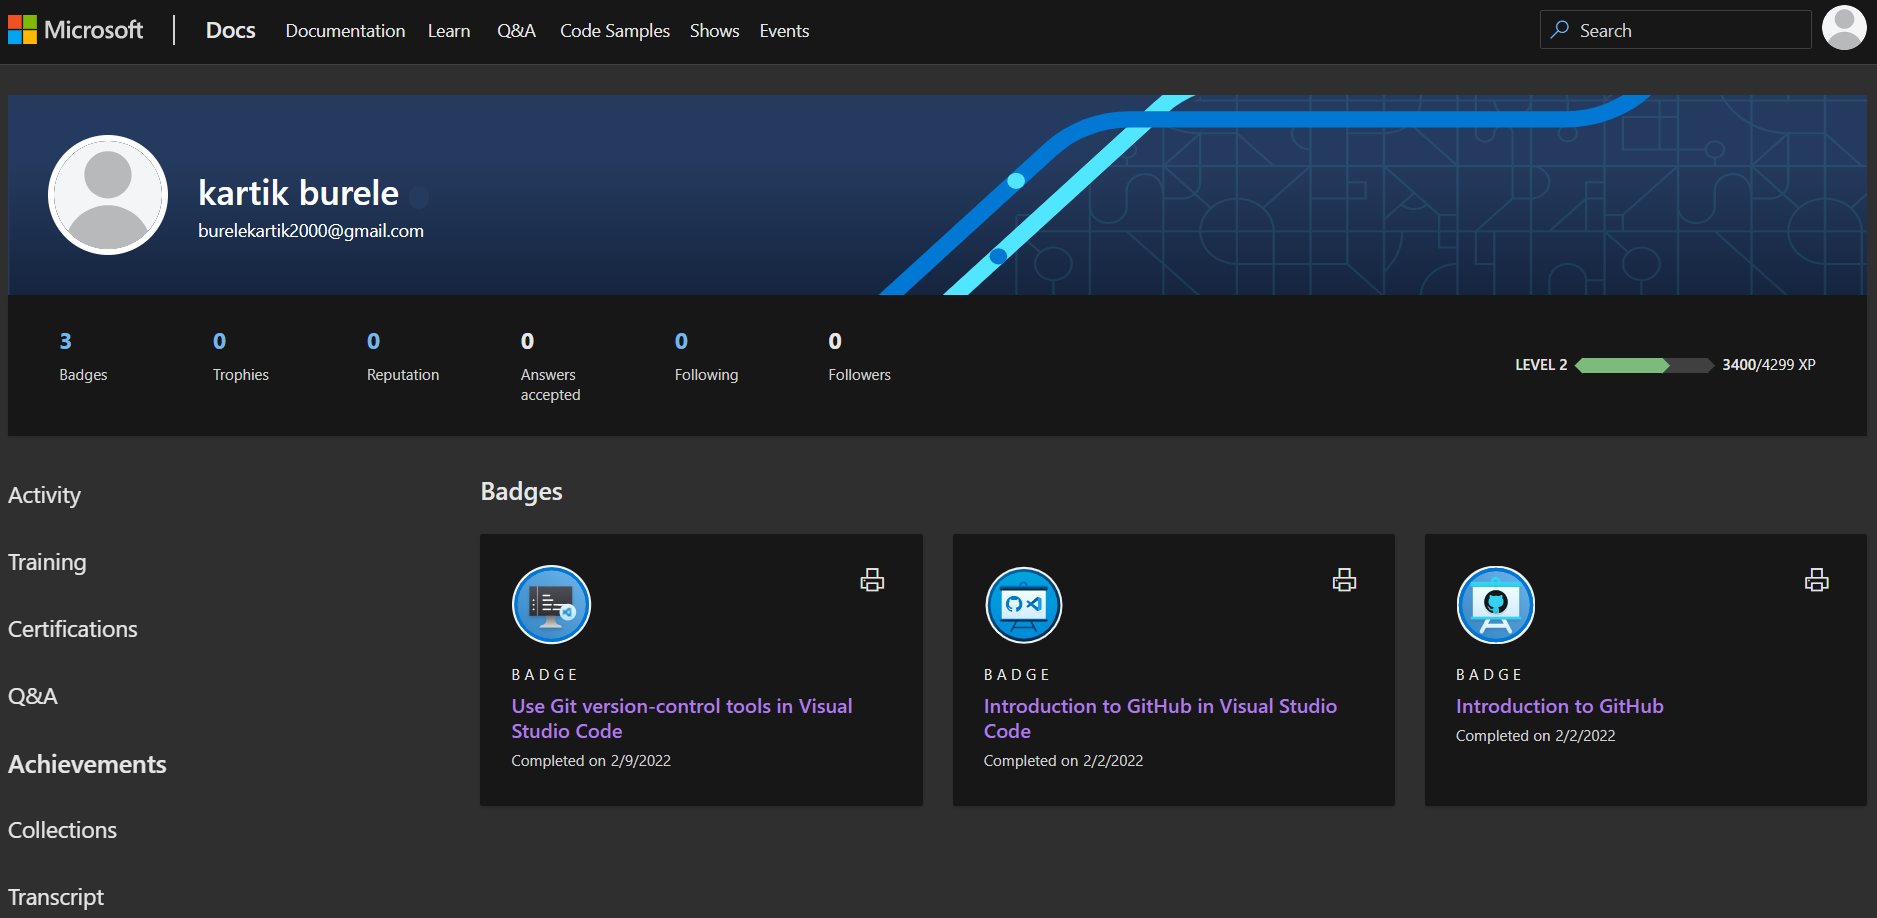 Microsoft
Docs
Documentation
Learn
Q&A
Code Samples
Shows
Events
Search
kartik burele
burelekartik2000@gmail.com
3
Badges
0
Trophies
0
Reputation
0
Answers
accepted
0
Following
0
Followers
LEVEL 2
3400/4299 XP
Activity
Training
Certifications
Q&A
Achievements
Collections
Transcript
Badges
BADGE
Use Git version-control tools in Visual
Studio Code
Completed on 2/9/2022
BADGE
Introduction to GitHub in Visual Studio
Code
Completed on 2/2/2022
BADGE
Introduction to GitHub
Completed on 2/2/2022